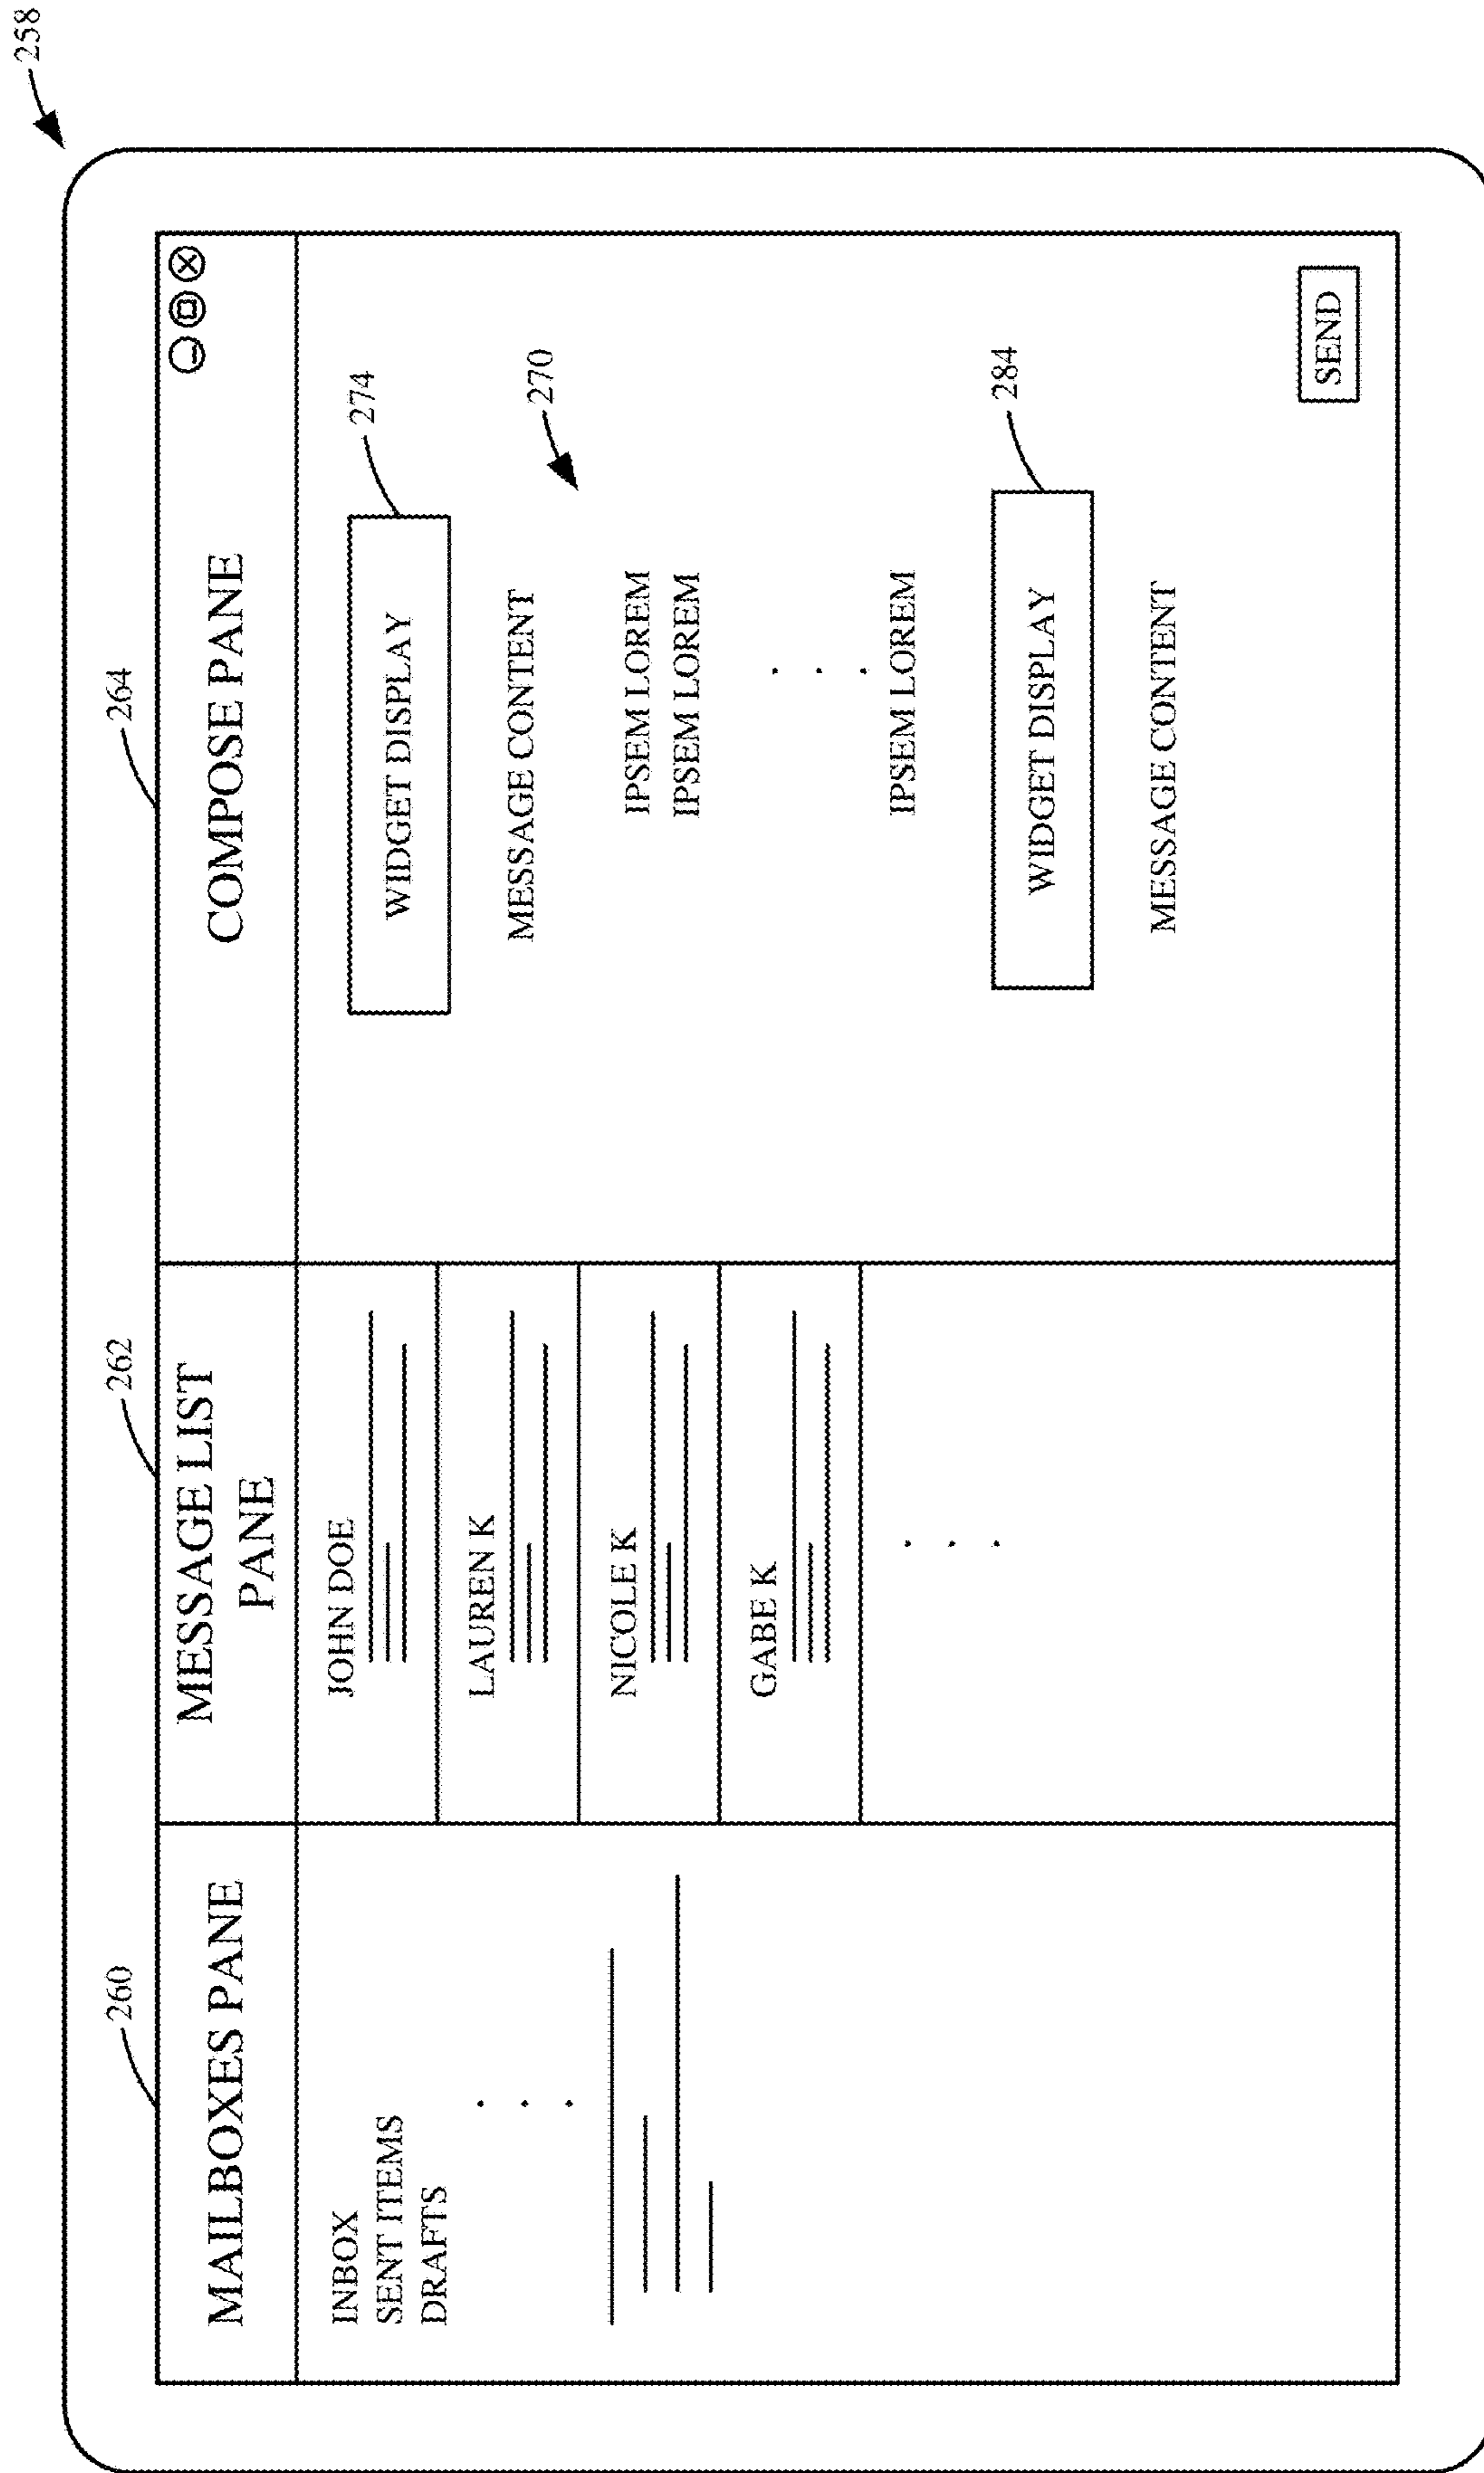 258
260
262
264
MAILBOXES PANE
MESSAGE LIST
PANE
COMPOSE PANE
INBOX
SENT ITEMS
DRAFTS
JOHN DOE
LAUREN K
NICOLE K
GABE K
WIDGET DISPLAY
274
MESSAGE CONTENT
270
IPSEM LOREM
IPSEM LOREM
IPSEM LOREM
WIDGET DISPLAY
284
MESSAGE CONTENT
SEND